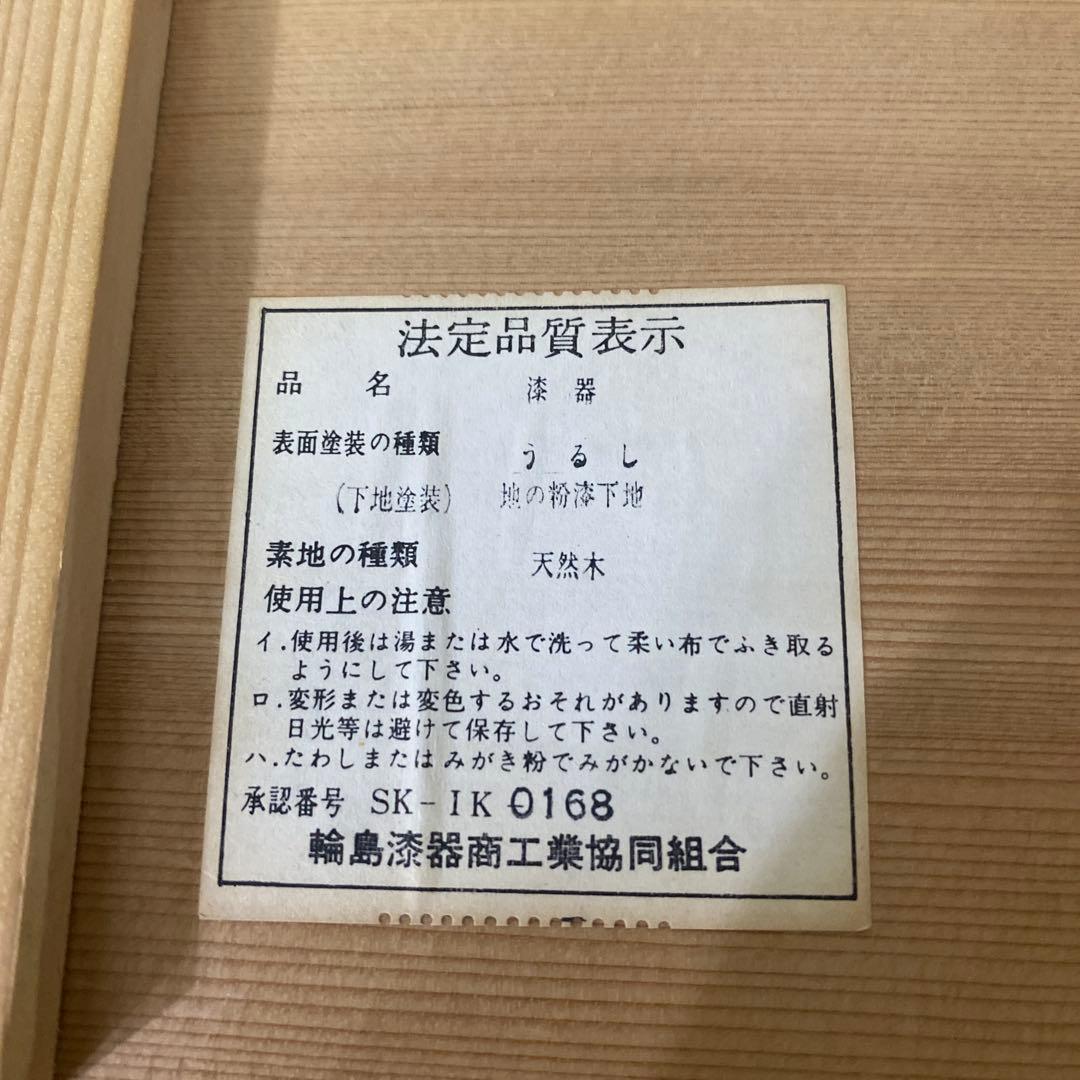 法定品質表示
品名 漆器
表面塗装の種類 うるし
(下地塗装) 地の粉漆下地
素地の種類 天然木
使用上の注意
イ.使用後は湯または水で洗って柔い布でふき取る
ようにして下さい。
ロ.変形または変色するおそれがありますので直射
日光等は避けて保存して下さい。
ハ.たわしまたはみがき粉でみがかないで下さい。
承認番号 SK-IK 0168
輪島漆器商工業協同組合